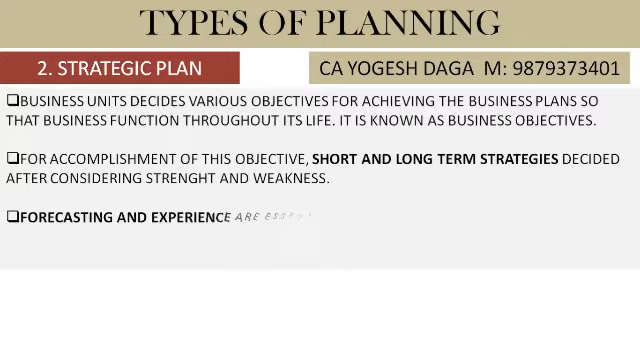 TYPES OF PLANNING
2. STRATEGIC PLAN
CA YOGESH DAGA M: 9879373401
❑BUSINESS UNITS DECIDES VARIOUS OBJECTIVES FOR ACHIEVING THE BUSINESS PLANS SO
THAT BUSINESS FUNCTION THROUGHOUT ITS LIFE. IT IS KNOWN AS BUSINESS OBJECTIVES.
❑FOR ACCOMPLISHMENT OF THIS OBJECTIVE, SHORT AND LONG TERM STRATEGIES DECIDED
AFTER CONSIDERING STRENGHT AND WEAKNESS.
❑FORECASTING AND EXPERIENCE ARE